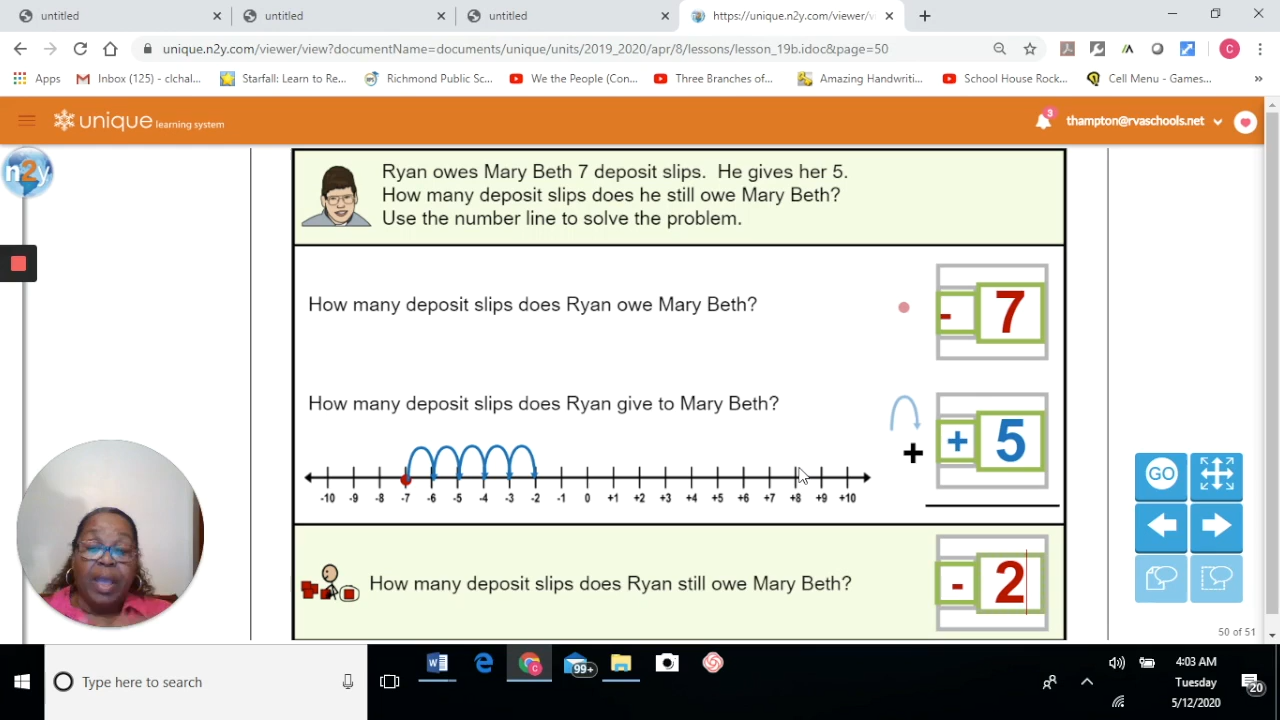 untitled untitled untitled https://unique.n2y.com/viewer/vi
unique.n2y.com/viewer/view?documentName=documents/unique/units/2019_2020/apr/8/lessons/lesson_19b.idoc&page=50
Apps Inbox (125) - clchal... Starfall: Learn to Re... Richmond Public Sc... We the People (Con... Three Branches of... Amazing Handwriti... School House Rock... Cell Menu - Games... »
unique learning system 3 thampton@rvaschools.net
n2y
Ryan owes Mary Beth 7 deposit slips. He gives her 5.
How many deposit slips does he still owe Mary Beth?
Use the number line to solve the problem.
How many deposit slips does Ryan owe Mary Beth? - 7
How many deposit slips does Ryan give to Mary Beth? + + 5
-10 -9 -8 -7 -6 -5 -4 -3 -2 -1 0 +1 +2 +3 +4 +5 +6 +7 +8 +9 +10
GO
How many deposit slips does Ryan still owe Mary Beth? - 2
50 of 51
Type here to search 99+ 4:03 AM
Tuesday
5/12/2020 20